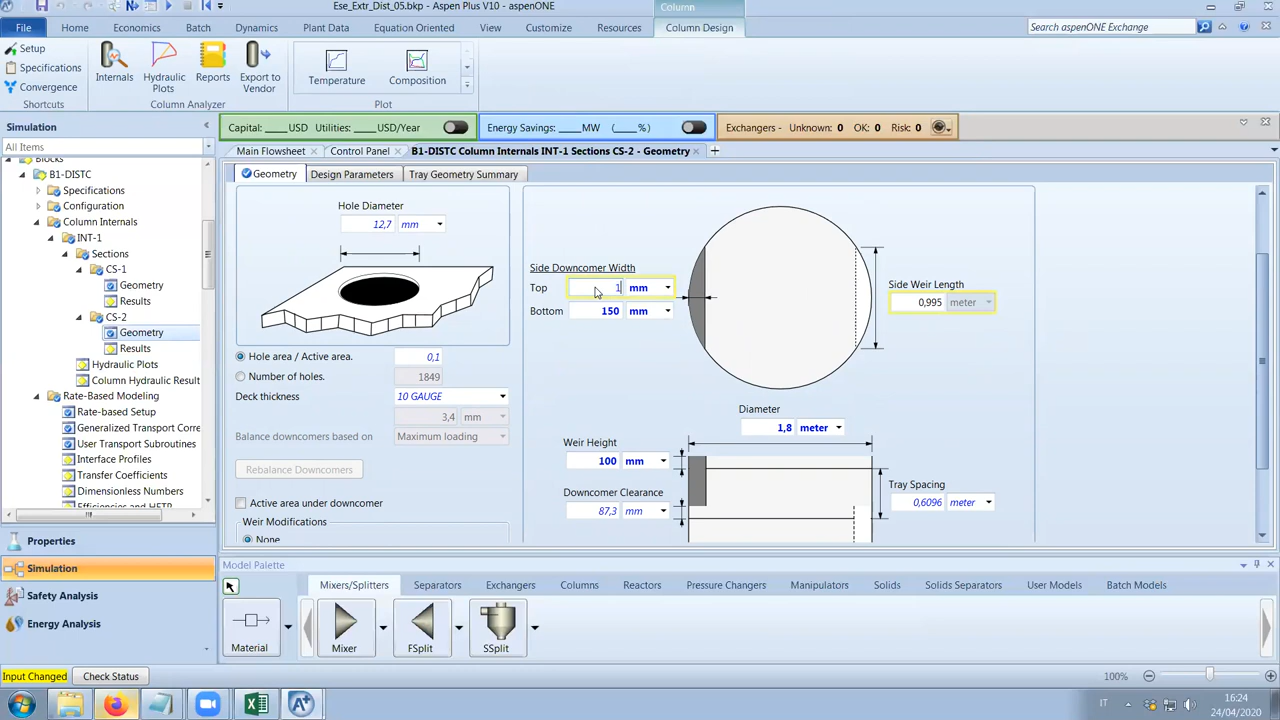 Ese_Extr_Dist_05.bkp - Aspen Plus V10 - aspenONE
Column
File
Home
Economics
Batch
Dynamics
Plant Data
Equation Oriented
View
Customize
Resources
Column Design
Search aspenONE Exchange
Setup
Specifications
Convergence
Shortcuts
Internals
Hydraulic Plots
Reports
Export to Vendor
Column Analyzer
Temperature
Composition
Plot
Simulation
All Items
Capital: ____ USD Utilities: ____ USD/Year
Energy Savings: ____ MW (____ %)
Exchangers - Unknown: 0 OK: 0 Risk: 0
Main Flowsheet
Control Panel
B1-DISTC Column Internals INT-1 Sections CS-2 - Geometry
Blocks
B1-DISTC
Specifications
Configuration
Column Internals
INT-1
Sections
CS-1
Geometry
Results
CS-2
Geometry
Results
Hydraulic Plots
Column Hydraulic Result
Rate-based Modeling
Rate-based Setup
Generalized Transport Corre
User Transport Subroutines
Interface Profiles
Transfer Coefficients
Dimensionless Numbers
Efficiencies and HETP
Properties
Simulation
Safety Analysis
Energy Analysis
Geometry
Design Parameters
Tray Geometry Summary
Hole Diameter
12,7 mm
Hole area / Active area.
0,1
Number of holes.
1849
Deck thickness
10 GAUGE
3,4 mm
Balance downcomers based on
Maximum loading
Rebalance Downcomers
Active area under downcomer
Weir Modifications
None
Side Downcomer Width
Top 1 mm
Bottom 150 mm
Side Weir Length
0,995 meter
Diameter
1,8 meter
Weir Height
100 mm
Downcomer Clearance
87,3 mm
Tray Spacing
0,6096 meter
Model Palette
Mixers/Splitters
Separators
Exchangers
Columns
Reactors
Pressure Changers
Manipulators
Solids
Solids Separators
User Models
Batch Models
Material
Mixer
FSplit
SSplit
Input Changed
Check Status
100%
IT
16:24
24/04/2020